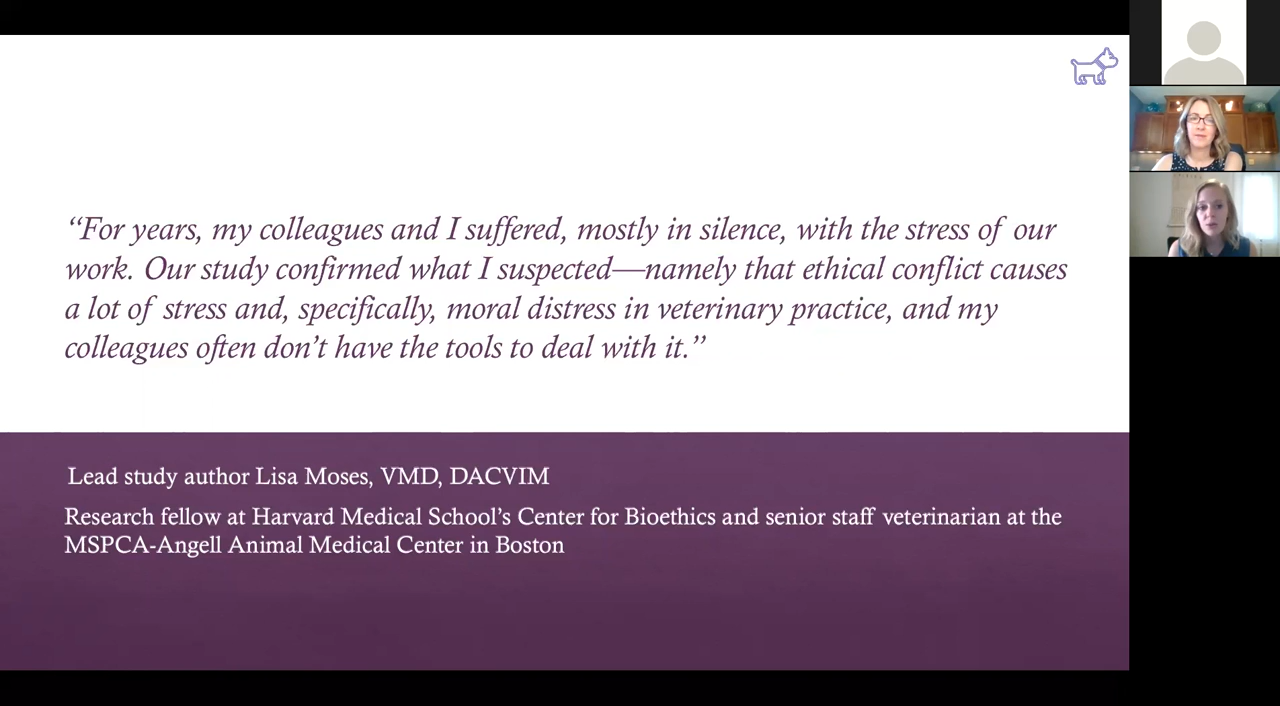 “For years, my colleagues and I suffered, mostly in silence, with the stress of our
work. Our study confirmed what I suspected—namely that ethical conflict causes
a lot of stress and, specifically, moral distress in veterinary practice, and my
colleagues often don’t have the tools to deal with it.”
Lead study author Lisa Moses, VMD, DACVIM
Research fellow at Harvard Medical School’s Center for Bioethics and senior staff veterinarian at the
MSPCA-Angell Animal Medical Center in Boston